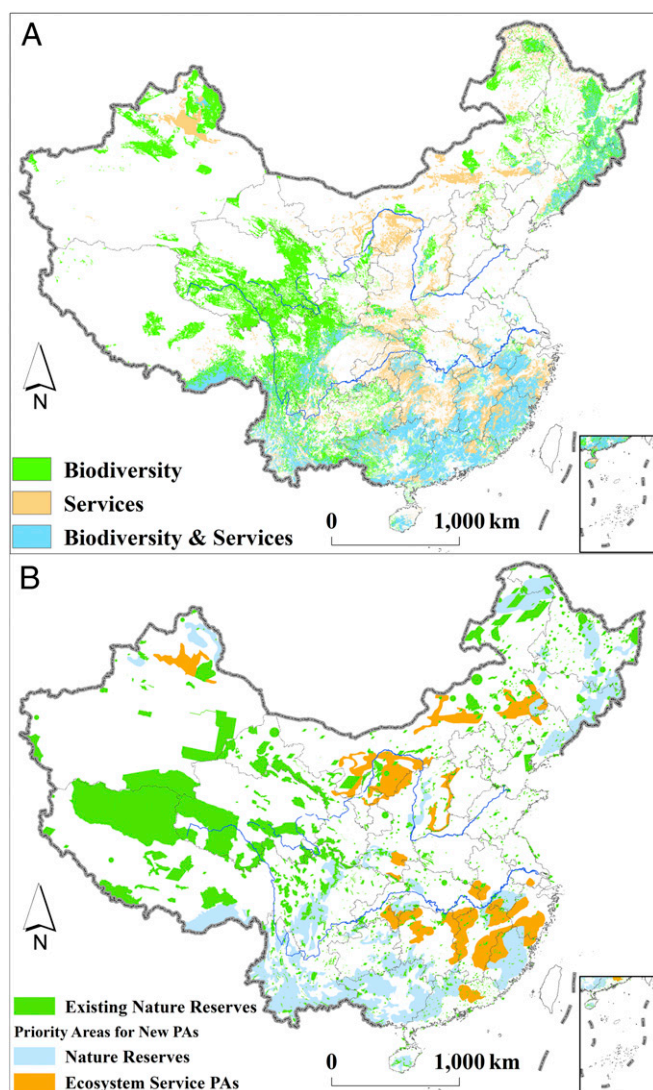 A
N
Biodiversity
Services
Biodiversity & Services
0 1,000 km
B
N
Existing Nature Reserves
Priority Areas for New PAs
Nature Reserves
Ecosystem Service PAs
0 1,000 km